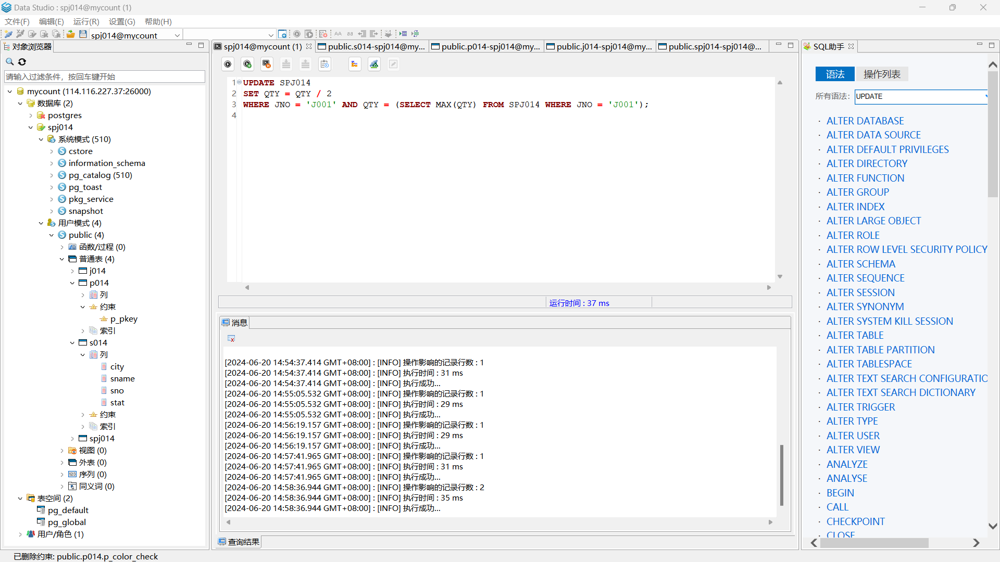 Data Studio : spj014@mycount (1)
文件(F) 编辑(E) 运行(R) 设置(G) 帮助(H)
spj014@mycount
对象浏览器
请输入过滤条件，按回车键开始
mycount (114.116.227.37:26000)
数据库 (2)
postgres
spj014
系统模式 (510)
cstore
information_schema
pg_catalog (510)
pg_toast
pkg_service
snapshot
用户模式 (4)
public (4)
函数/过程 (0)
普通表 (4)
j014
p014
列
约束
p_pkey
索引
s014
列
city
sname
sno
stat
约束
索引
spj014
视图 (0)
外表 (0)
序列 (0)
同义词 (0)
表空间 (2)
pg_default
pg_global
用户/角色 (1)
已删除约束: public.p014.p_color_check
spj014@mycount (1) public.s014-spj014@my... public.p014-spj014@my... public.j014-spj014@my... public.spj014-spj014@...
1 UPDATE SPJ014
2 SET QTY = QTY / 2
3 WHERE JNO = 'J001' AND QTY = (SELECT MAX(QTY) FROM SPJ014 WHERE JNO = 'J001');
4
运行时间 : 37 ms
消息
[2024-06-20 14:54:37.414 GMT+08:00] : [INFO] 操作影响的记录行数 : 1
[2024-06-20 14:54:37.414 GMT+08:00] : [INFO] 执行时间 : 31 ms
[2024-06-20 14:54:37.414 GMT+08:00] : [INFO] 执行成功...
[2024-06-20 14:55:05.532 GMT+08:00] : [INFO] 操作影响的记录行数 : 1
[2024-06-20 14:55:05.532 GMT+08:00] : [INFO] 执行时间 : 29 ms
[2024-06-20 14:55:05.532 GMT+08:00] : [INFO] 执行成功...
[2024-06-20 14:56:19.157 GMT+08:00] : [INFO] 操作影响的记录行数 : 1
[2024-06-20 14:56:19.157 GMT+08:00] : [INFO] 执行时间 : 29 ms
[2024-06-20 14:56:19.157 GMT+08:00] : [INFO] 执行成功...
[2024-06-20 14:57:41.965 GMT+08:00] : [INFO] 操作影响的记录行数 : 1
[2024-06-20 14:57:41.965 GMT+08:00] : [INFO] 执行时间 : 31 ms
[2024-06-20 14:57:41.965 GMT+08:00] : [INFO] 执行成功...
[2024-06-20 14:58:36.944 GMT+08:00] : [INFO] 操作影响的记录行数 : 2
[2024-06-20 14:58:36.944 GMT+08:00] : [INFO] 执行时间 : 35 ms
[2024-06-20 14:58:36.944 GMT+08:00] : [INFO] 执行成功...
查询结果
SQL助手
语法 操作列表
所有语法: UPDATE
· ALTER DATABASE
· ALTER DATA SOURCE
· ALTER DEFAULT PRIVILEGES
· ALTER DIRECTORY
· ALTER FUNCTION
· ALTER GROUP
· ALTER INDEX
· ALTER LARGE OBJECT
· ALTER ROLE
· ALTER ROW LEVEL SECURITY POLICY
· ALTER SCHEMA
· ALTER SEQUENCE
· ALTER SESSION
· ALTER SYNONYM
· ALTER SYSTEM KILL SESSION
· ALTER TABLE
· ALTER TABLE PARTITION
· ALTER TABLESPACE
· ALTER TEXT SEARCH CONFIGURATIO
· ALTER TEXT SEARCH DICTIONARY
· ALTER TRIGGER
· ALTER TYPE
· ALTER USER
· ALTER VIEW
· ANALYZE
· ANALYSE
· BEGIN
· CALL
· CHECKPOINT
· CLOSE